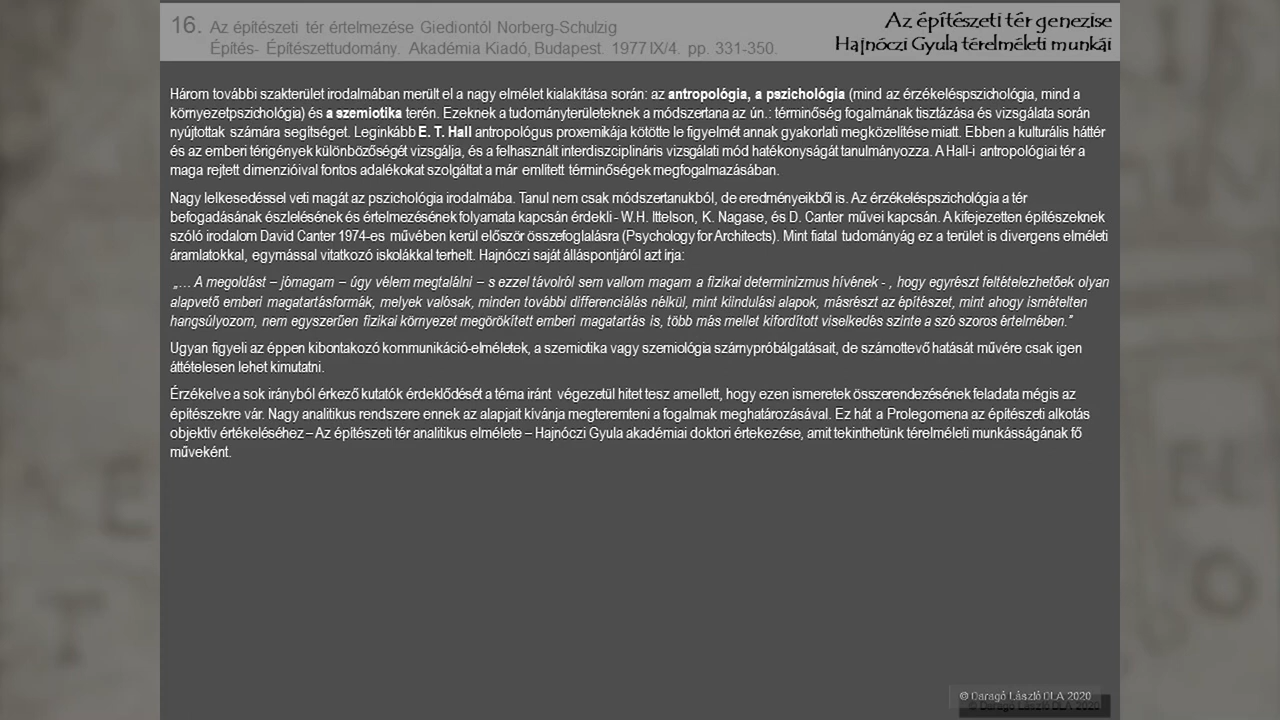 16. Az építészeti tér értelmezése Giediontól Norberg-Schulzig
Építés- Építészettudomány. Akadémia Kiadó, Budapest. 1977 IX/4. pp. 331-350.
Az építészeti tér genezise
Hajnóczi Gyula térelméleti munkái
Három további szakterület irodalmában merült el a nagy elmélet kialakítása során: az antropológia, a pszichológia (mind az érzékeléspszichológia, mind a
környezetpszichológia) és a szemiotika terén. Ezeknek a tudományterületeknek a módszertana az ún.: términőség fogalmának tisztázása és vizsgálata során
nyújtottak számára segítséget. Leginkább E. T. Hall antropológus proxemikája kötötte le figyelmét annak gyakorlati megközelítése miatt. Ebben a kulturális háttér
és az emberi térigények különbözőségét vizsgálja, és a felhasznált interdiszciplináris vizsgálati mód hatékonyságát tanulmányozza. A Hall-i antropológiai tér a
maga rejtett dimenzióival fontos adalékokat szolgáltat a már említett términőségek megfogalmazásában.
Nagy lelkesedéssel veti magát az pszichológia irodalmába. Tanul nem csak módszertanukból, de eredményeikből is. Az érzékeléspszichológia a tér
befogadásának észlelésének és értelmezésének folyamata kapcsán érdekli - W.H. Ittelson, K. Nagase, és D. Canter művei kapcsán. A kifejezetten építészeknek
szóló irodalom David Canter 1974-es művében kerül először összefoglalásra (Psychology for Architects). Mint fiatal tudományág ez a terület is divergens elméleti
áramlatokkal, egymással vitatkozó iskolákkal terhelt. Hajnóczi saját álláspontjáról azt írja:
„… A megoldást – jómagam – úgy vélem megtalálni – s ezzel távolról sem vallom magam a fizikai determinizmus hívének - , hogy egyrészt feltételezhetőek olyan
alapvető emberi magatartásformák, melyek valósak, minden további differenciálás nélkül, mint kiindulási alapok, másrészt az építészet, mint ahogy ismételten
hangsúlyozom, nem egyszerűen fizikai környezet megörökített emberi magatartás is, több más mellet kifordított viselkedés szinte a szó szoros értelmében.”
Ugyan figyeli az éppen kibontakozó kommunikáció-elméletek, a szemiotika vagy szemiológia szárnypróbálgatásait, de számottevő hatását művére csak igen
áttételesen lehet kimutatni.
Érzékelve a sok irányból érkező kutatók érdeklődését a téma iránt végezetül hitet tesz amellett, hogy ezen ismeretek összerendezésének feladata mégis az
építészekre vár. Nagy analitikus rendszere ennek az alapjait kívánja megteremteni a fogalmak meghatározásával. Ez hát a Prolegomena az építészeti alkotás
objektív értékeléséhez – Az építészeti tér analitikus elmélete – Hajnóczi Gyula akadémiai doktori értekezése, amit tekinthetünk térelméleti munkásságának fő
műveként.
© Daragó László DLA 2020